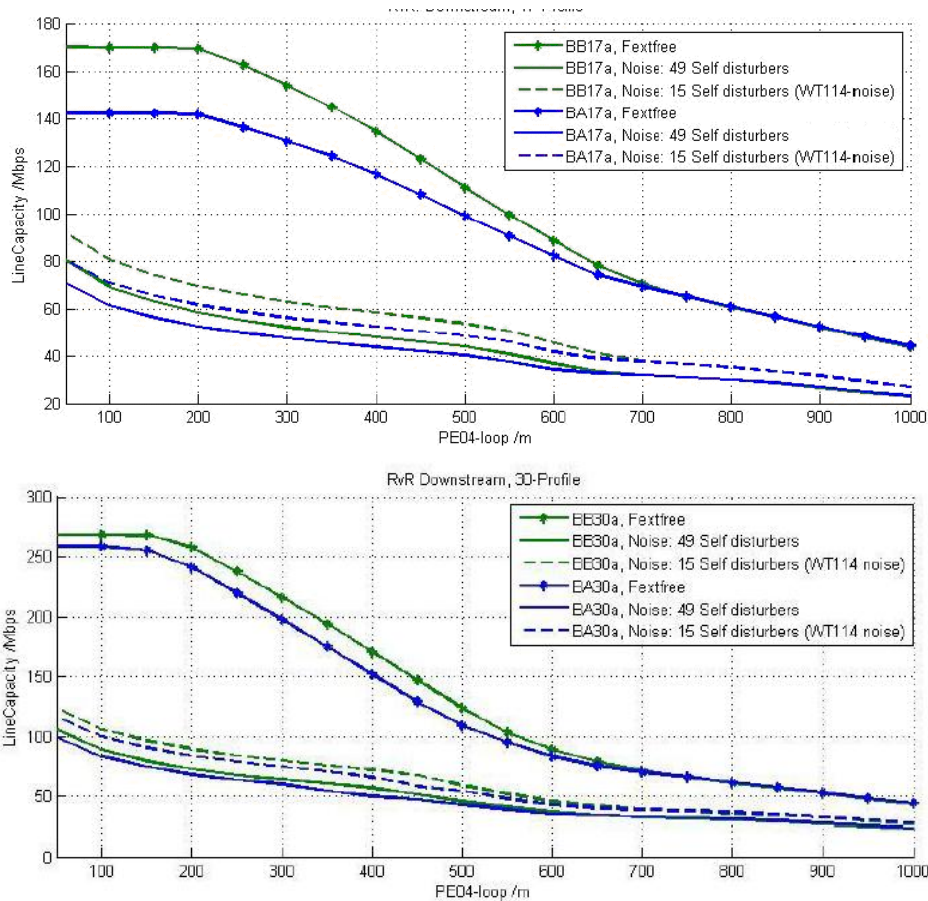 180
160
140
120
100
80
60
40
20
LineCapacity /Mbps
BB17a, Fextfree
BB17a, Noise: 49 Self disturbers
BB17a, Noise: 15 Self disturbers (WT114-noise)
BA17a, Fextfree
BA17a, Noise: 49 Self disturbers
BA17a, Noise: 15 Self disturbers (WT114-noise)
100 200 300 400 500 600 700 800 900 1000
PE04-loop /m
RvR Downstream, 30-Profile
300
250
200
150
100
50
0
LineCapacity /Mbps
BE30a, Fextfree
BE30a, Noise: 49 Self disturbers
BE30a, Noise: 15 Self disturbers (WT114 noise)
BA30a, Fextfree
BA30a, Noise: 49 Self disturbers
BA30a, Noise: 15 Self disturbers (WT114 noise)
100 200 300 400 500 600 700 800 900 1000
PE04-loop /m